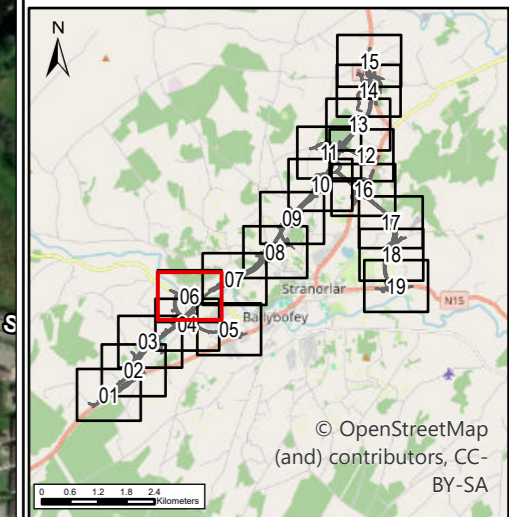 N
15
14
13
11
12
10
16
09
17
08
18
07
19
Stranorlar
N15
06
Ballybofey
04
05
03
02
01
S
© OpenStreetMap
(and) contributors, CC-
BY-SA
0 0.6 1.2 1.8 2.4
Kilometers